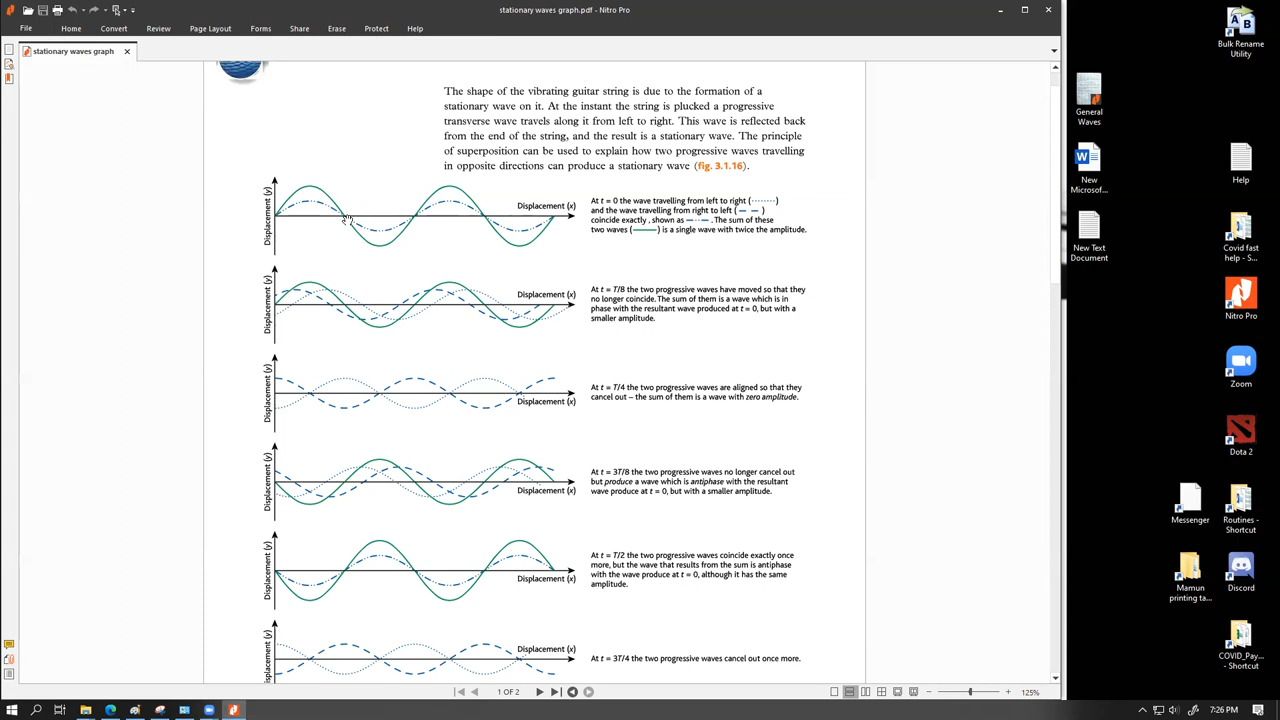 stationary waves graph.pdf - Nitro Pro
File Home Convert Review Page Layout Forms Share Erase Protect Help
stationary waves graph
The shape of the vibrating guitar string is due to the formation of a
stationary wave on it. At the instant the string is plucked a progressive
transverse wave travels along it from left to right. This wave is reflected back
from the end of the string, and the result is a stationary wave. The principle
of superposition can be used to explain how two progressive waves travelling
in opposite directions can produce a stationary wave (fig. 3.1.16).
Displacement (y)
Displacement (x)
At t = 0 the wave travelling from left to right (········)
and the wave travelling from right to left (— —)
coincide exactly , shown as —··—. The sum of these
two waves (——) is a single wave with twice the amplitude.
Displacement (y)
Displacement (x)
At t = T/8 the two progressive waves have moved so that they
no longer coincide. The sum of them is a wave which is in
phase with the resultant wave produced at t = 0, but with a
smaller amplitude.
Displacement (y)
Displacement (x)
At t = T/4 the two progressive waves are aligned so that they
cancel out – the sum of them is a wave with zero amplitude.
Displacement (y)
Displacement (x)
At t = 3T/8 the two progressive waves no longer cancel out
but produce a wave which is antiphase with the resultant
wave produce at t = 0, but with a smaller amplitude.
Displacement (y)
Displacement (x)
At t = T/2 the two progressive waves coincide exactly once
more, but the wave that results from the sum is antiphase
with the wave produce at t = 0, although it has the same
amplitude.
Displacement (y)
Displacement (x)
At t = 3T/4 the two progressive waves cancel out once more.
1 OF 2
125%
Bulk Rename
Utility
General
Waves
New
Microsof...
Help
New Text
Document
Covid fast
help - S...
Nitro Pro
Zoom
Dota 2
Messenger
Routines -
Shortcut
Mamun
printing ta...
Discord
COVID_Pay...
- Shortcut
7:26 PM